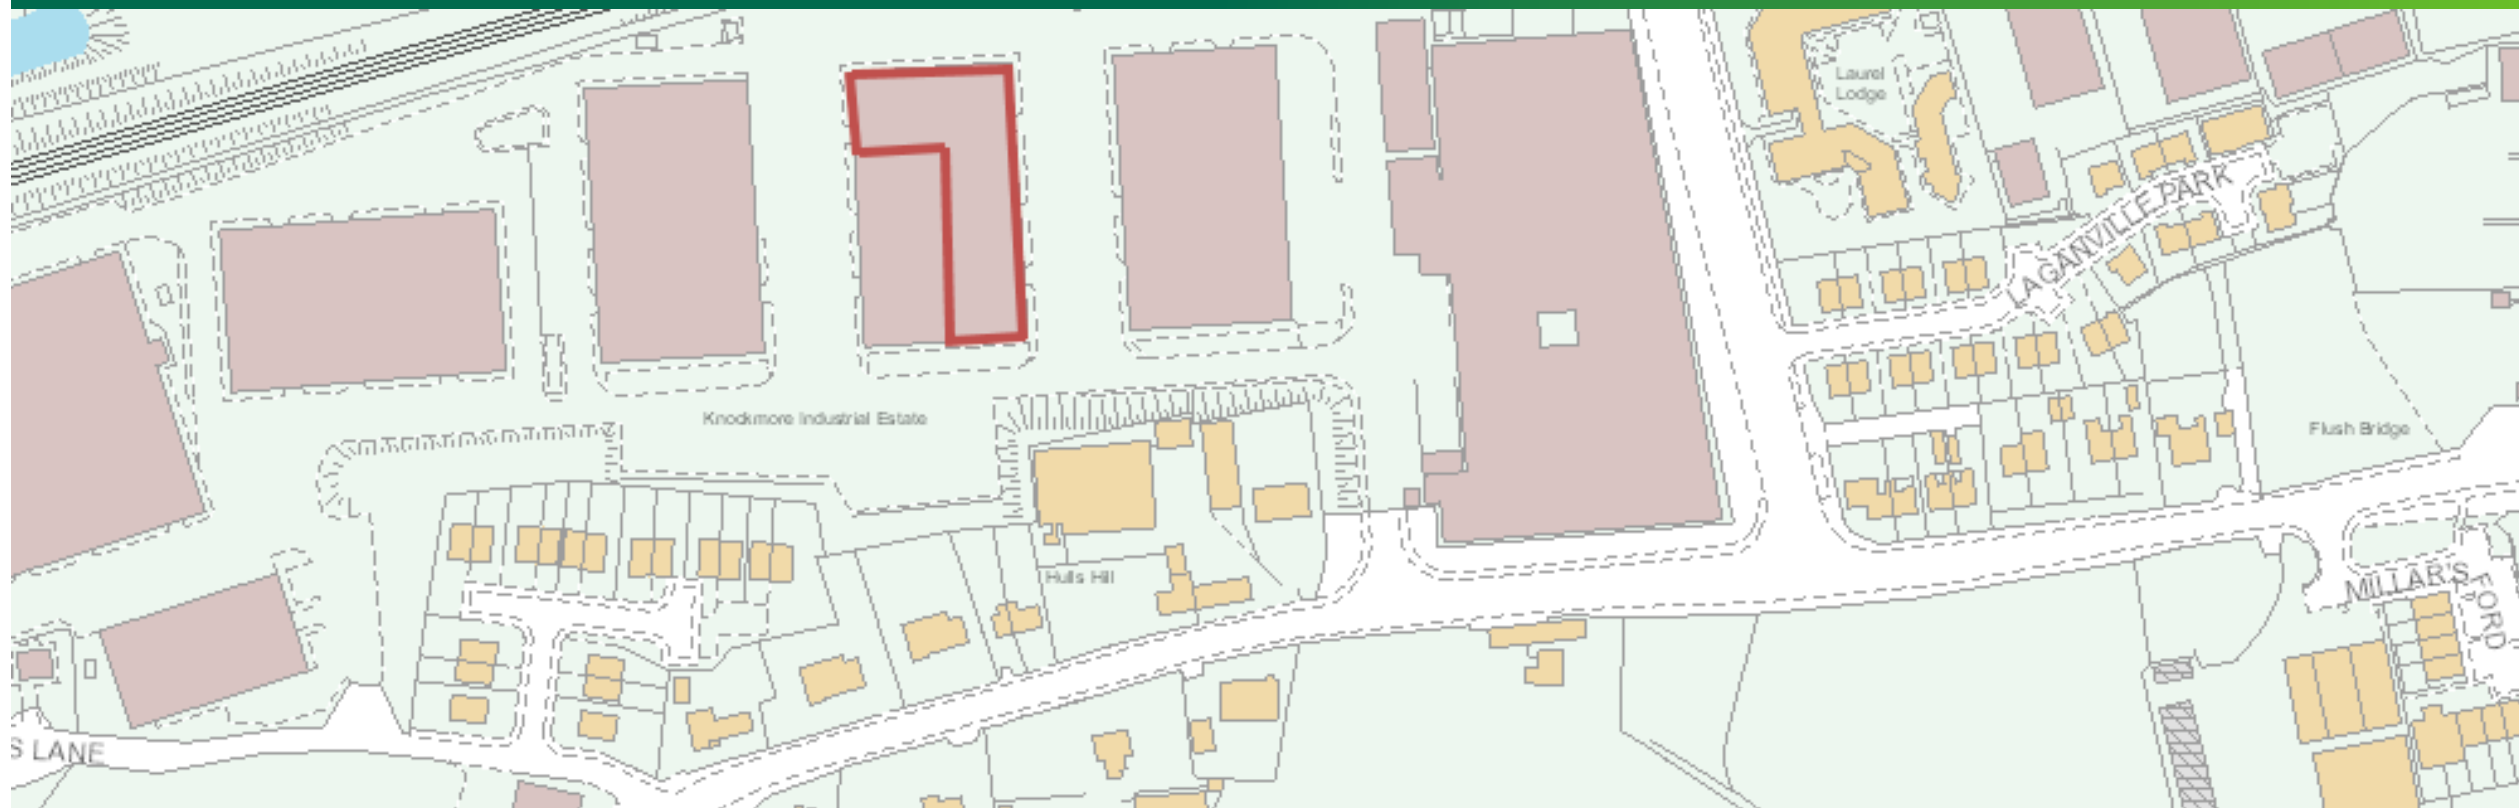 Laurel
Lodge
LAGANVILLE PARK
Knockmore Industrial Estate
Flush Bridge
Hulls Hill
MILLAR'S FORD
S LANE